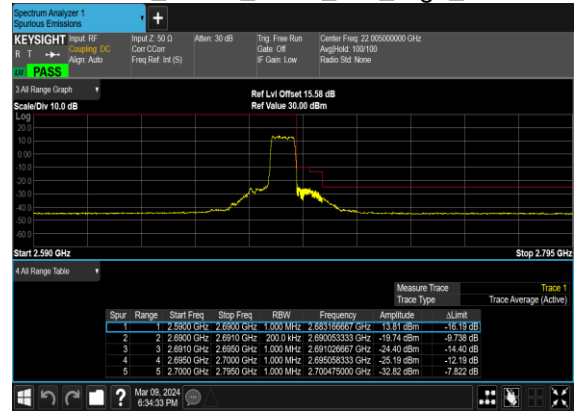 Spectrum Analyzer 1
Spurious Emissions
+
KEYSIGHT Input: RF Input Z: 50 Ω Atten: 30 dB Trig: Free Run Center Freq: 22.005000000 GHz
R T Coupling: DC Corr CCorr Gate: Off Avg|Hold: 100/100
Align: Auto Freq Ref: Int (S) IF Gain: Low Radio Std: None
PASS
3 All Range Graph
Ref Lvl Offset 15.58 dB
Scale/Div 10.0 dB Ref Value 30.00 dBm
Log
20.0
10.0
0.00
-10.0
-20.0
-30.0
-40.0
-50.0
-60.0
Start 2.590 GHz Stop 2.795 GHz
4 All Range Table
Measure Trace Trace 1
Trace Type Trace Average (Active)
Spur Range Start Freq Stop Freq RBW Frequency Amplitude ΔLimit
1 1 2.5900 GHz 2.6900 GHz 1.000 MHz 2.683166667 GHz 13.81 dBm -16.19 dB
2 2 2.6900 GHz 2.6910 GHz 200.0 kHz 2.690053333 GHz -19.74 dBm -9.738 dB
3 3 2.6910 GHz 2.6950 GHz 1.000 MHz 2.691026667 GHz -24.40 dBm -14.40 dB
4 4 2.6950 GHz 2.7000 GHz 1.000 MHz 2.695058333 GHz -25.19 dBm -12.19 dB
5 5 2.7000 GHz 2.7950 GHz 1.000 MHz 2.700475000 GHz -32.82 dBm -7.822 dB
? Mar 09, 2024
6:34:33 PM